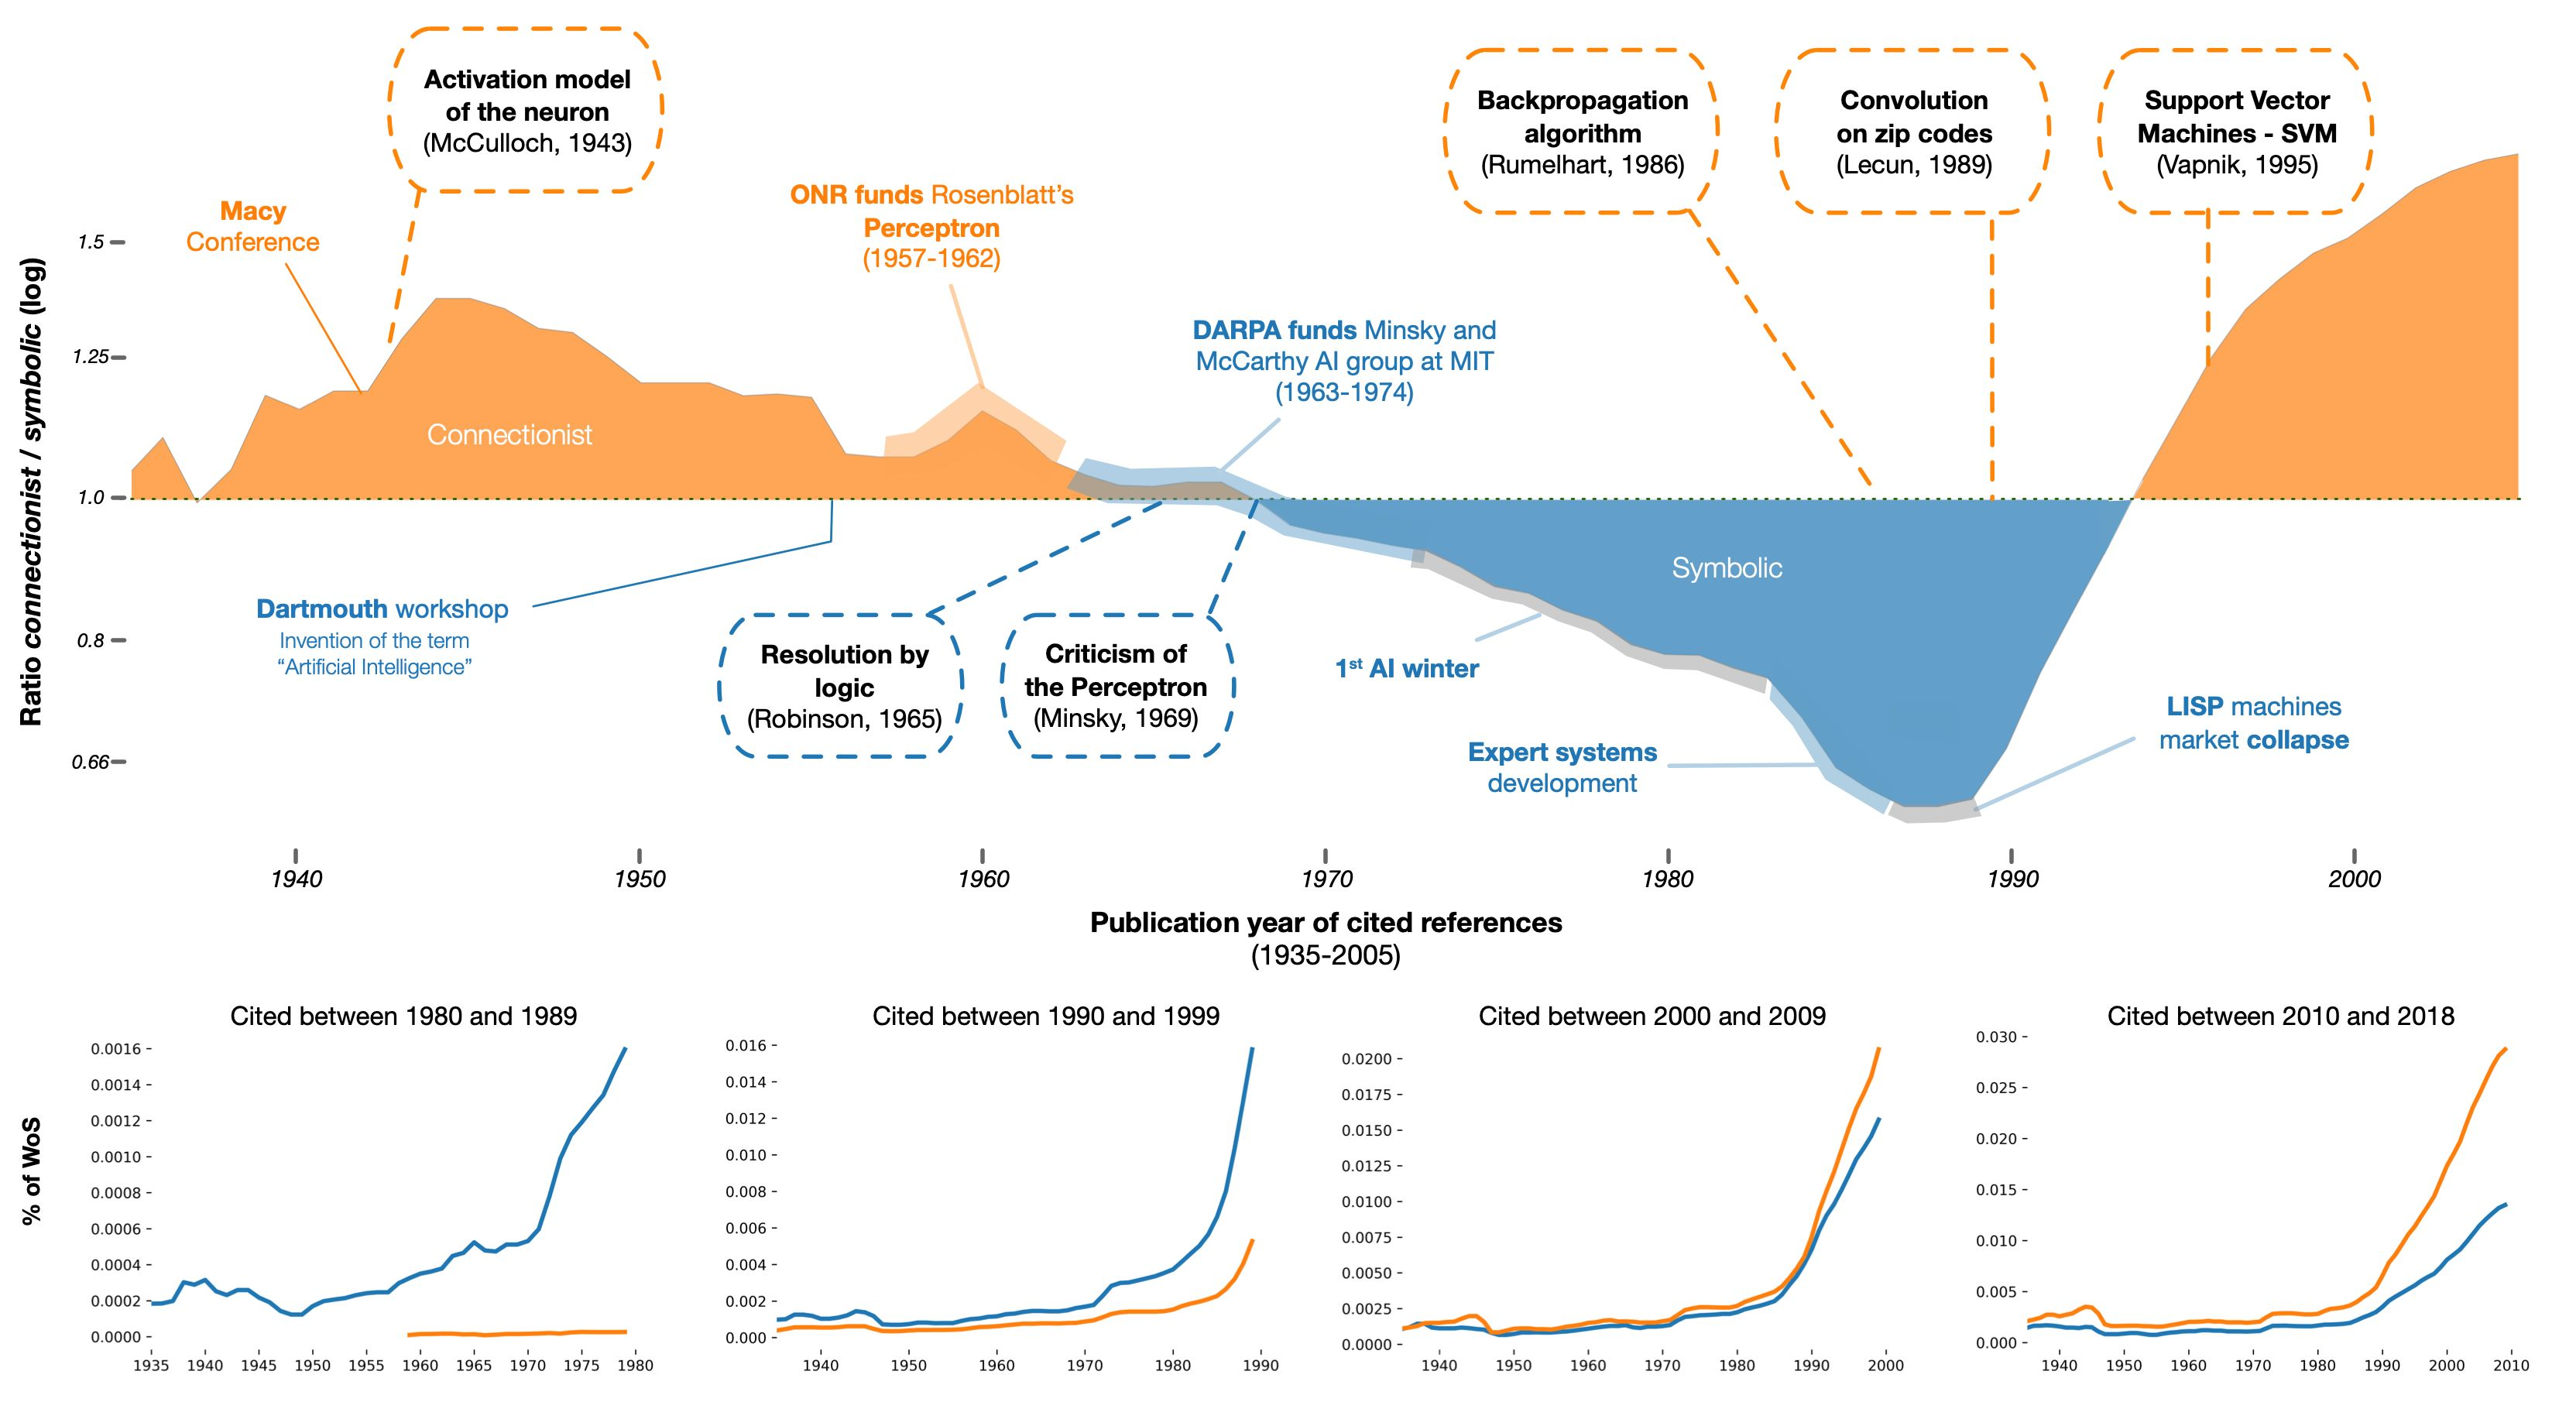 Activation model
of the neuron
(McCulloch, 1943)
Backpropagation
algorithm
(Rumelhart, 1986)
Convolution
on zip codes
(Lecun, 1989)
Support Vector
Machines - SVM
(Vapnik, 1995)
Macy
Conference
ONR funds Rosenblatt’s
Perceptron
(1957-1962)
DARPA funds Minsky and
McCarthy AI group at MIT
(1963-1974)
Ratio connectionist / symbolic (log)
1.5
1.25
1.0
0.8
0.66
Connectionist
Symbolic
Dartmouth workshop
Invention of the term
“Artificial Intelligence”
Resolution by
logic
(Robinson, 1965)
Criticism of
the Perceptron
(Minsky, 1969)
1st AI winter
Expert systems
development
LISP machines
market collapse
1940 1950 1960 1970 1980 1990 2000
Publication year of cited references
(1935-2005)
% of WoS
Cited between 1980 and 1989
0.0016
0.0014
0.0012
0.0010
0.0008
0.0006
0.0004
0.0002
0.0000
1935 1940 1945 1950 1955 1960 1965 1970 1975 1980
Cited between 1990 and 1999
0.016
0.014
0.012
0.010
0.008
0.006
0.004
0.002
0.000
1940 1950 1960 1970 1980 1990
Cited between 2000 and 2009
0.0200
0.0175
0.0150
0.0125
0.0100
0.0075
0.0050
0.0025
0.0000
1940 1950 1960 1970 1980 1990 2000
Cited between 2010 and 2018
0.030
0.025
0.020
0.015
0.010
0.005
0.000
1940 1950 1960 1970 1980 1990 2000 2010